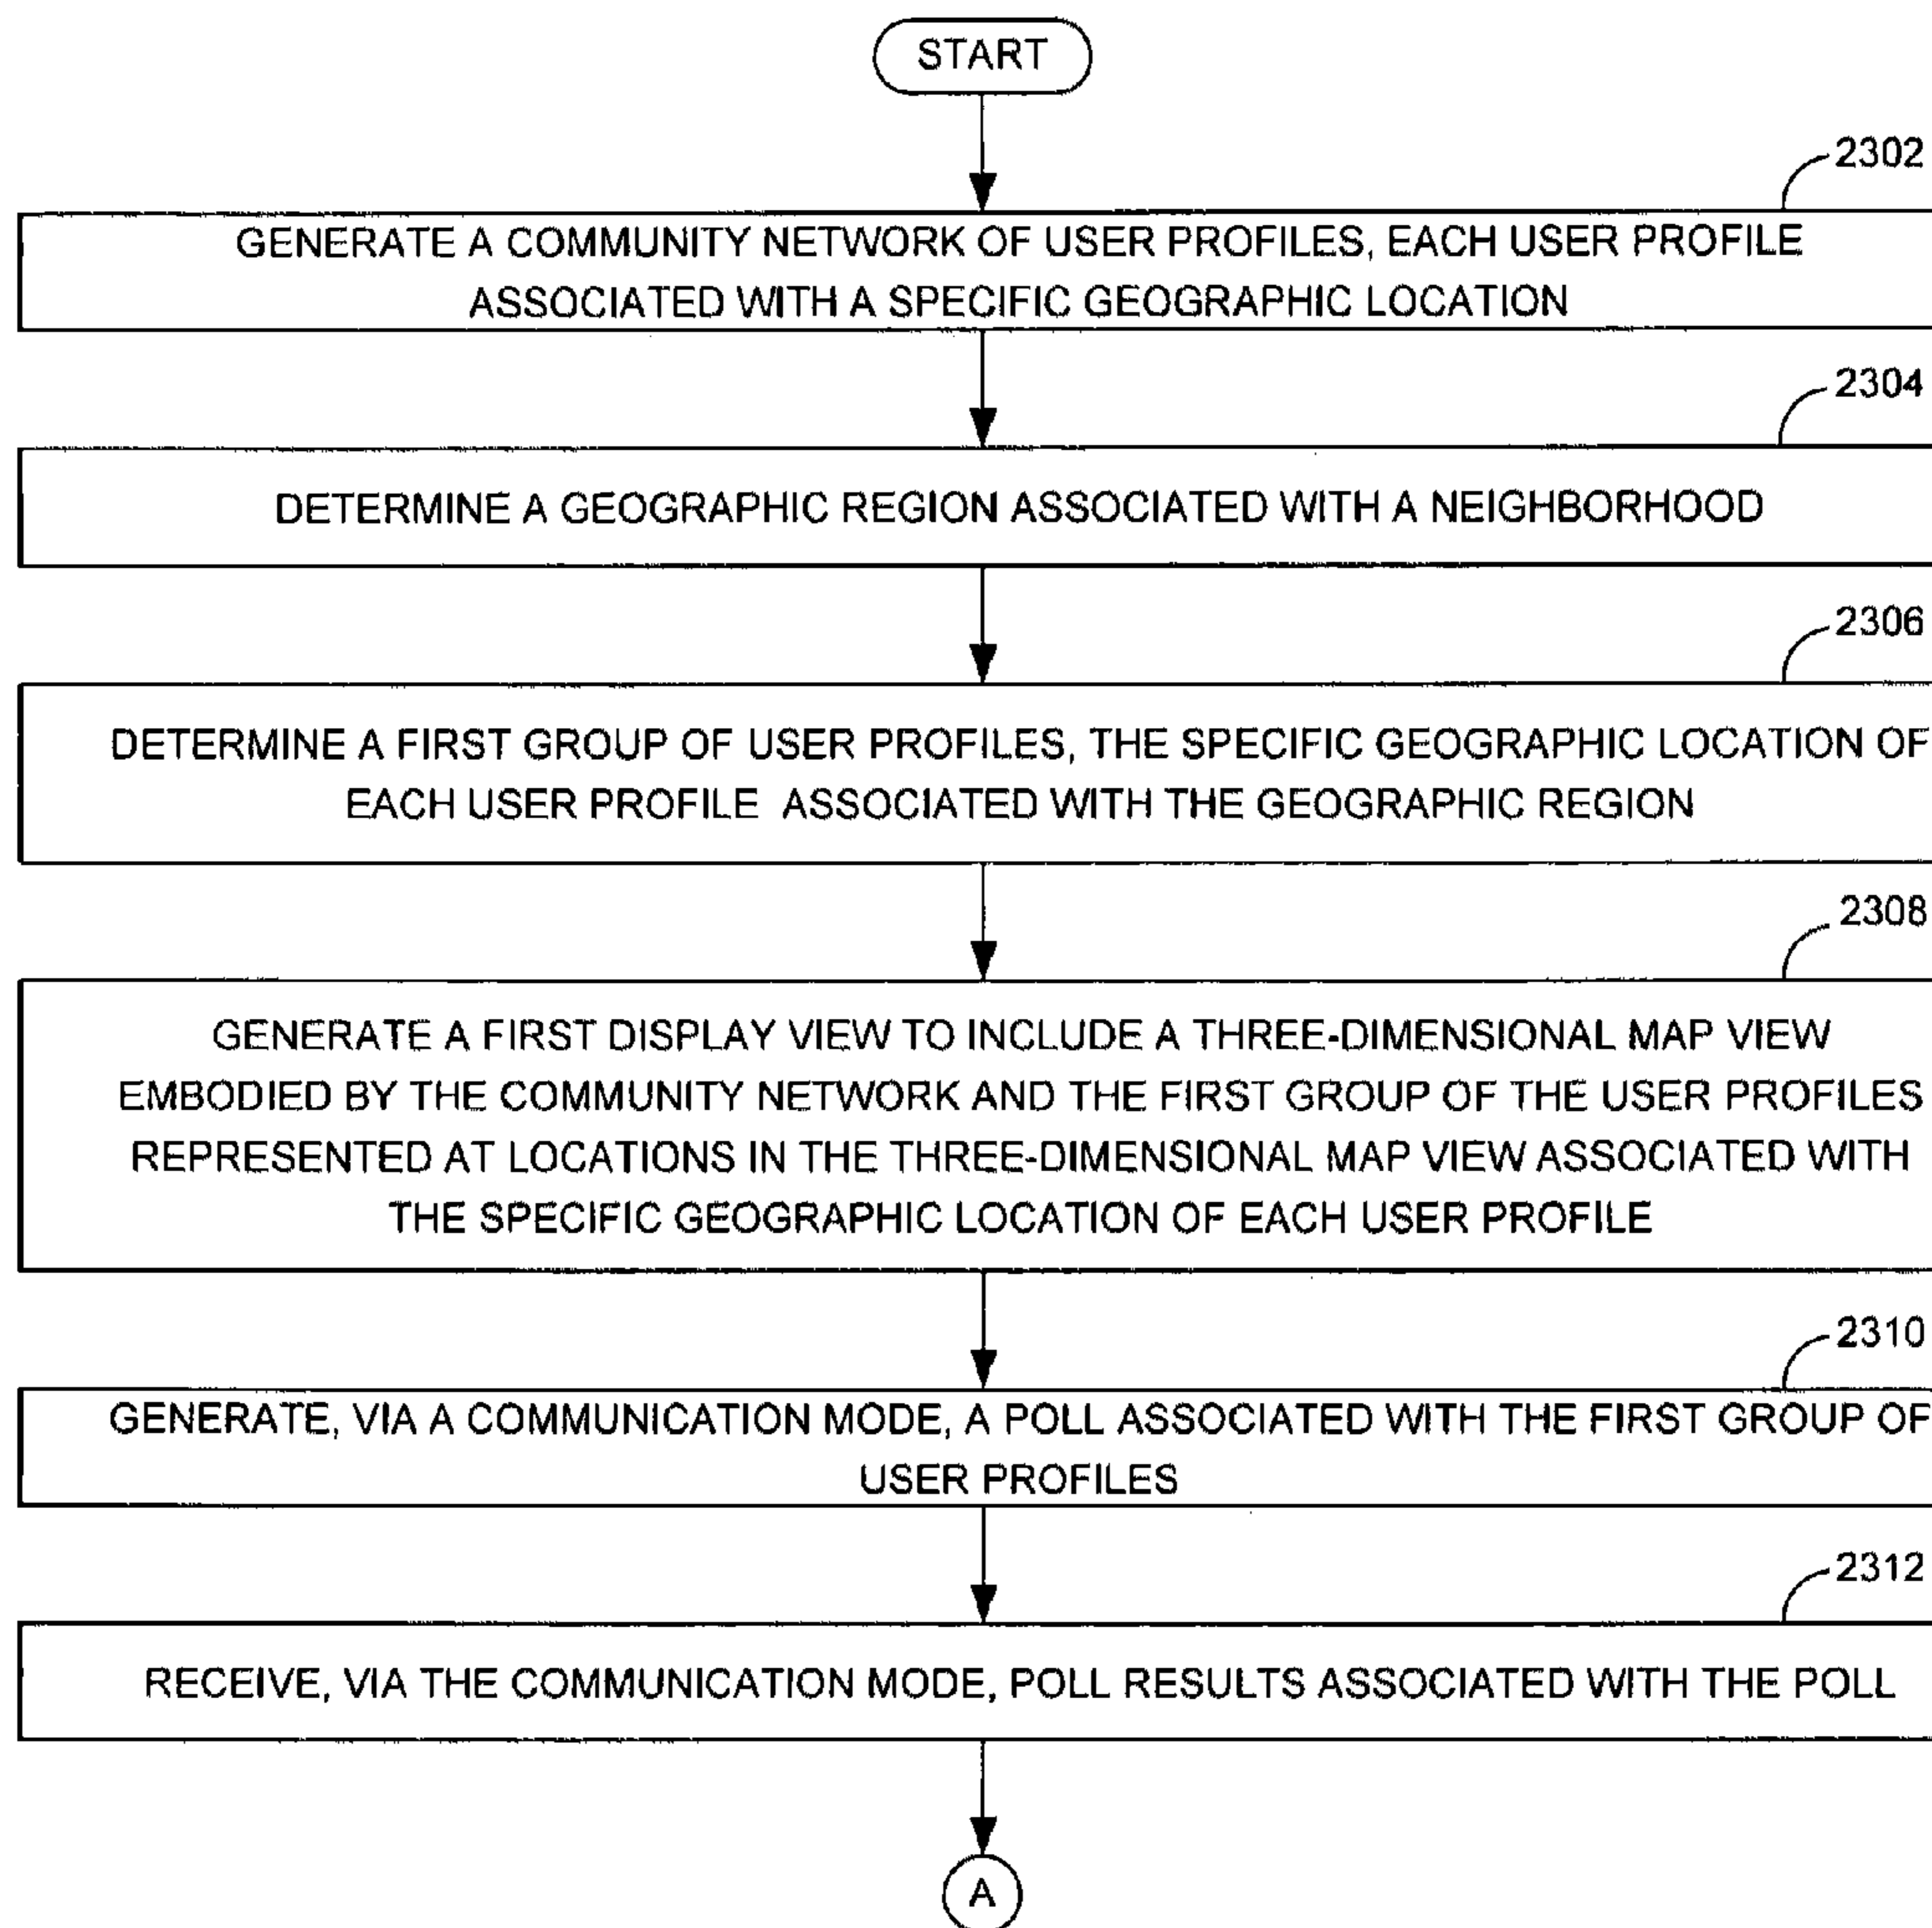 START
2302
GENERATE A COMMUNITY NETWORK OF USER PROFILES, EACH USER PROFILE
ASSOCIATED WITH A SPECIFIC GEOGRAPHIC LOCATION
2304
DETERMINE A GEOGRAPHIC REGION ASSOCIATED WITH A NEIGHBORHOOD
2306
DETERMINE A FIRST GROUP OF USER PROFILES, THE SPECIFIC GEOGRAPHIC LOCATION OF
EACH USER PROFILE ASSOCIATED WITH THE GEOGRAPHIC REGION
2308
GENERATE A FIRST DISPLAY VIEW TO INCLUDE A THREE-DIMENSIONAL MAP VIEW
EMBODIED BY THE COMMUNITY NETWORK AND THE FIRST GROUP OF THE USER PROFILES
REPRESENTED AT LOCATIONS IN THE THREE-DIMENSIONAL MAP VIEW ASSOCIATED WITH
THE SPECIFIC GEOGRAPHIC LOCATION OF EACH USER PROFILE
2310
GENERATE, VIA A COMMUNICATION MODE, A POLL ASSOCIATED WITH THE FIRST GROUP OF
USER PROFILES
2312
RECEIVE, VIA THE COMMUNICATION MODE, POLL RESULTS ASSOCIATED WITH THE POLL
A